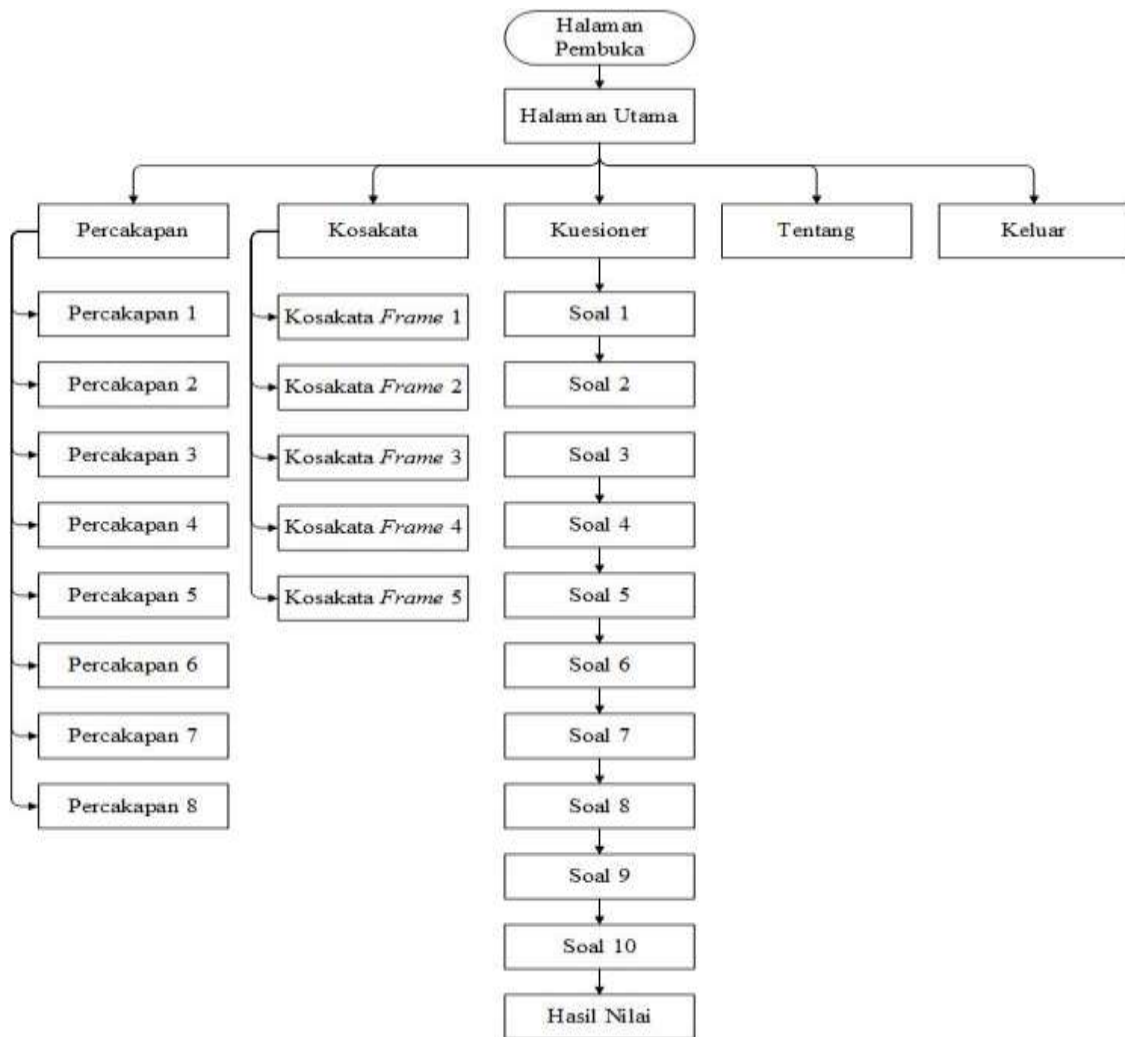 Halaman
Pembuka
Halaman Utama
Percakapan
Kosakata
Kuesioner
Tentang
Keluar
Percakapan 1
Percakapan 2
Percakapan 3
Percakapan 4
Percakapan 5
Percakapan 6
Percakapan 7
Percakapan 8
Kosakata Frame 1
Kosakata Frame 2
Kosakata Frame 3
Kosakata Frame 4
Kosakata Frame 5
Soal 1
Soal 2
Soal 3
Soal 4
Soal 5
Soal 6
Soal 7
Soal 8
Soal 9
Soal 10
Hasil Nilai